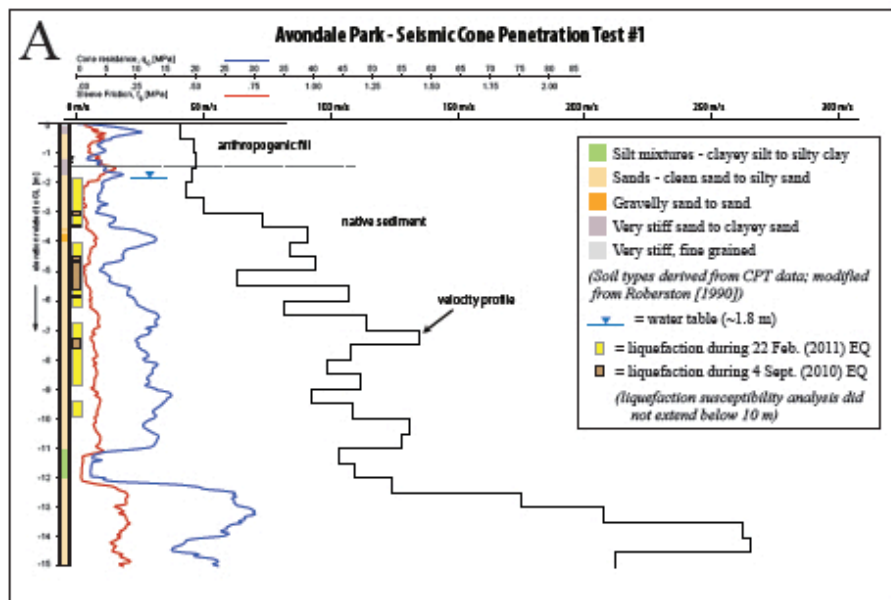 A
Avondale Park - Seismic Cone Penetration Test #1
Cone resistance, qc [MPa]
0 5 10 15 20 25 30 35 40 45 50 55 60 65 70 75 80 85
.00 .25 .50 .75 1.00 1.25 1.50 1.75 2.00
Sleeve Friction, fs [MPa]
0 m/s 50 m/s 100 m/s 150 m/s 200 m/s 250 m/s 300 m/s
anthropogenic fill
native sediment
velocity profile
elevation related to GL [m]
0
-1
-2
-3
-4
-5
-6
-7
-8
-9
-10
-11
-12
-13
-14
-15
Silt mixtures - clayey silt to silty clay
Sands - clean sand to silty sand
Gravelly sand to sand
Very stiff sand to clayey sand
Very stiff, fine grained
(Soil types derived from CPT data; modified
from Roberston [1990])
= water table (~1.8 m)
= liquefaction during 22 Feb. (2011) EQ
= liquefaction during 4 Sept. (2010) EQ
(liquefaction susceptibility analysis did
not extend below 10 m)